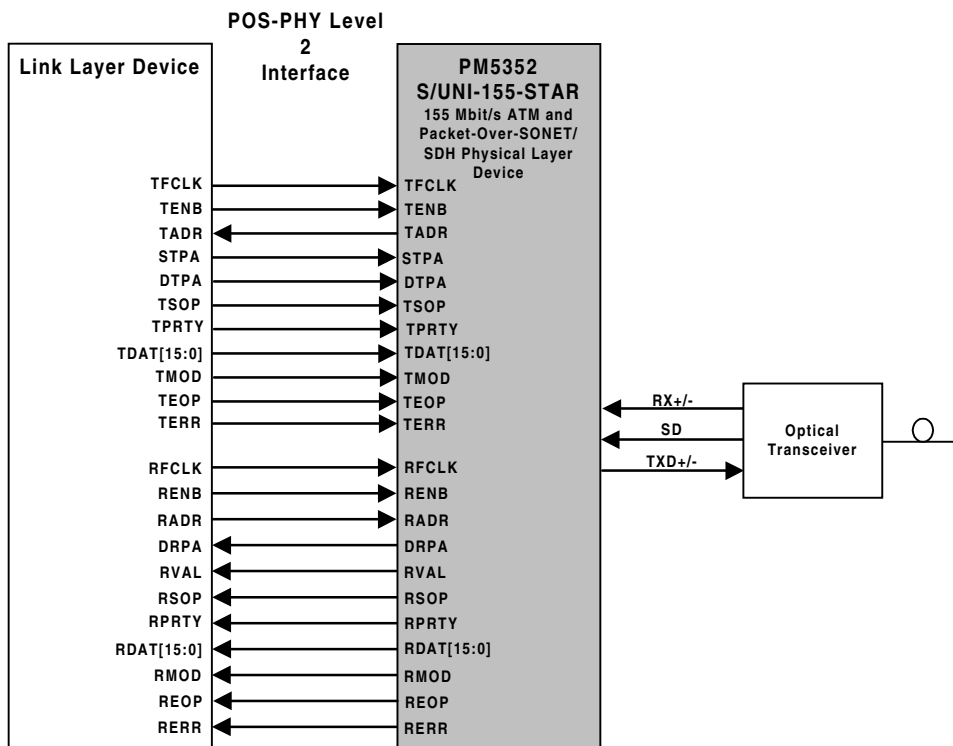 POS-PHY Level
2
Interface
Link Layer Device
PM5352
S/UNI-155-STAR
155 Mbit/s ATM and
Packet-Over-SONET/
SDH Physical Layer
Device
TFCLK TFCLK
TENB TENB
TADR TADR
STPA STPA
DTPA DTPA
TSOP TSOP
TPRTY TPRTY
TDAT[15:0] TDAT[15:0]
TMOD TMOD
TEOP TEOP
TERR TERR
RX+/-
SD
TXD+/-
Optical
Transceiver
RFCLK RFCLK
RENB RENB
RADR RADR
DRPA DRPA
RVAL RVAL
RSOP RSOP
RPRTY RPRTY
RDAT[15:0] RDAT[15:0]
RMOD RMOD
REOP REOP
RERR RERR